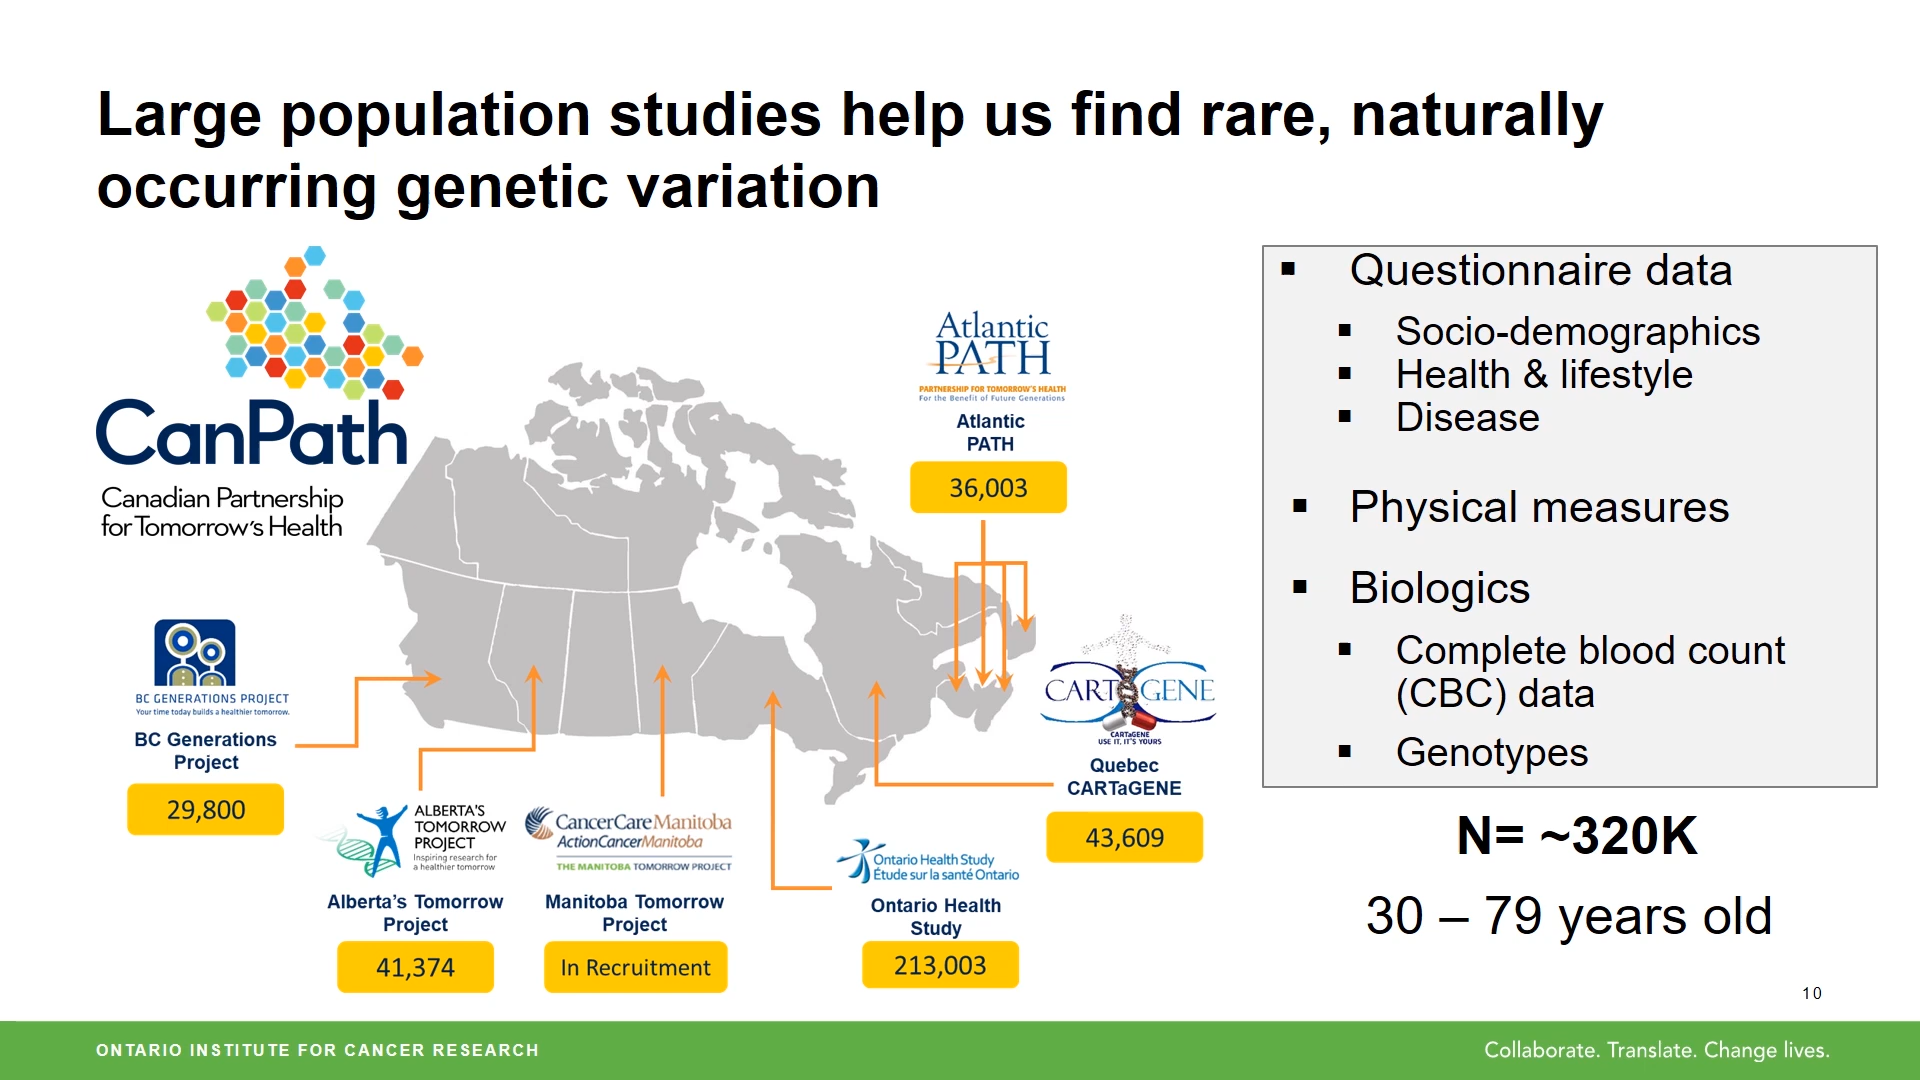 Large population studies help us find rare, naturally
occurring genetic variation
CanPath
Canadian Partnership
for Tomorrow's Health
Atlantic
PATH
PARTNERSHIP FOR TOMORROW'S HEALTH
For the Benefit of Future Generations
Atlantic
PATH
36,003
BC GENERATIONS PROJECT
Your time today builds a healthier tomorrow.
BC Generations
Project
29,800
ALBERTA'S
TOMORROW
PROJECT
Inspiring research for
a healthier tomorrow
Alberta's Tomorrow
Project
41,374
CancerCare Manitoba
ActionCancer Manitoba
THE MANITOBA TOMORROW PROJECT
Manitoba Tomorrow
Project
In Recruitment
Ontario Health Study
Étude sur la santé Ontario
Ontario Health
Study
213,003
CARTaGENE
CARTaGENE
USE IT, IT'S YOURS
Quebec
CARTaGENE
43,609
▪ Questionnaire data
▪ Socio-demographics
▪ Health & lifestyle
▪ Disease
▪ Physical measures
▪ Biologics
▪ Complete blood count
(CBC) data
▪ Genotypes
N= ~320K
30 – 79 years old
10
ONTARIO INSTITUTE FOR CANCER RESEARCH
Collaborate. Translate. Change lives.